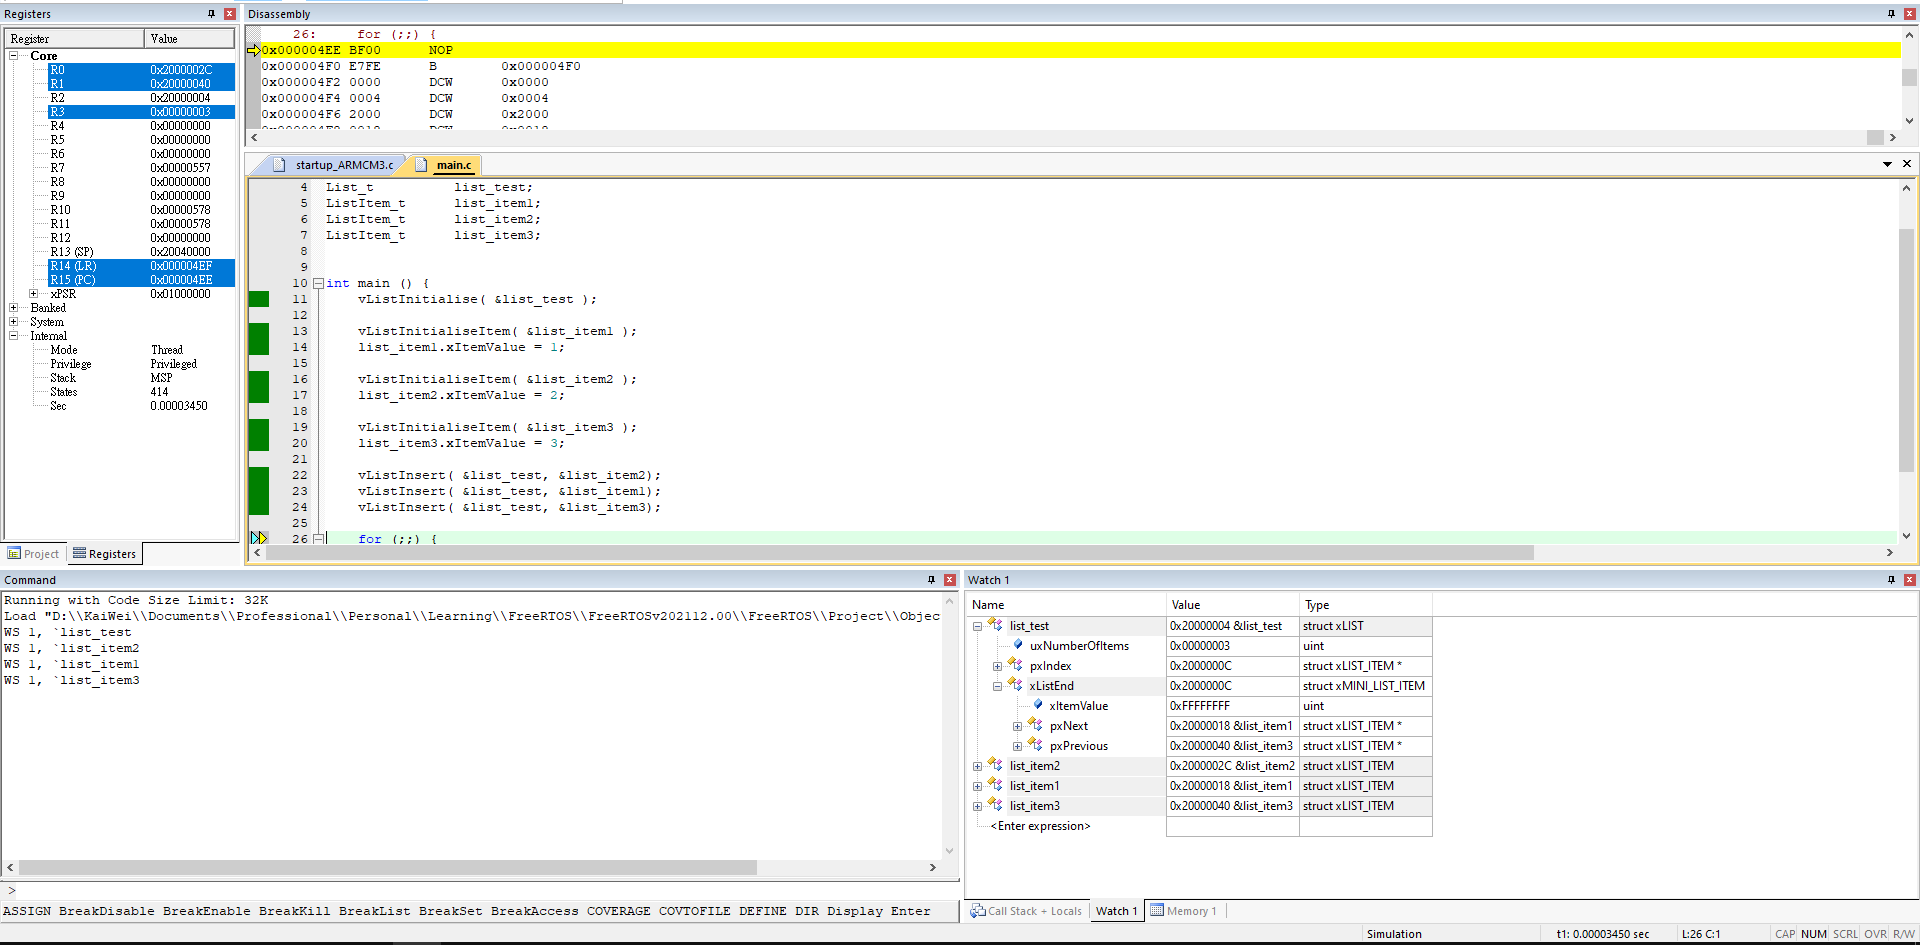 Registers
Register Value
Core
R0 0x2000002C
R1 0x20000040
R2 0x20000004
R3 0x00000003
R4 0x00000000
R5 0x00000000
R6 0x00000000
R7 0x00000557
R8 0x00000000
R9 0x00000000
R10 0x00000578
R11 0x00000578
R12 0x00000000
R13 (SP) 0x20040000
R14 (LR) 0x000004EF
R15 (PC) 0x000004EE
xPSR 0x01000000
Banked
System
Internal
Mode Thread
Privilege Privileged
Stack MSP
States 414
Sec 0.00003450
Project Registers
Disassembly
26: for (;;) {
0x000004EE BF00 NOP
0x000004F0 E7FE B 0x000004F0
0x000004F2 0000 DCW 0x0000
0x000004F4 0004 DCW 0x0004
0x000004F6 2000 DCW 0x2000
startup_ARMCM3.c main.c
4 List_t list_test;
5 ListItem_t list_item1;
6 ListItem_t list_item2;
7 ListItem_t list_item3;
8
9
10 int main () {
11 vListInitialise( &list_test );
12
13 vListInitialiseItem( &list_item1 );
14 list_item1.xItemValue = 1;
15
16 vListInitialiseItem( &list_item2 );
17 list_item2.xItemValue = 2;
18
19 vListInitialiseItem( &list_item3 );
20 list_item3.xItemValue = 3;
21
22 vListInsert( &list_test, &list_item2);
23 vListInsert( &list_test, &list_item1);
24 vListInsert( &list_test, &list_item3);
25
26 for (;;) {
Command
Running with Code Size Limit: 32K
Load "D:\\KaiWei\\Documents\\Professional\\Personal\\Learning\\FreeRTOS\\FreeRTOSv202112.00\\FreeRTOS\\Project\\Objec
WS 1, `list_test
WS 1, `list_item2
WS 1, `list_item1
WS 1, `list_item3
>
ASSIGN BreakDisable BreakEnable BreakKill BreakList BreakSet BreakAccess COVERAGE COVTOFILE DEFINE DIR Display Enter
Watch 1
Name Value Type
list_test 0x20000004 &list_test struct xLIST
uxNumberOfItems 0x00000003 uint
pxIndex 0x2000000C struct xLIST_ITEM *
xListEnd 0x2000000C struct xMINI_LIST_ITEM
xItemValue 0xFFFFFFFF uint
pxNext 0x20000018 &list_item1 struct xLIST_ITEM *
pxPrevious 0x20000040 &list_item3 struct xLIST_ITEM *
list_item2 0x2000002C &list_item2 struct xLIST_ITEM
list_item1 0x20000018 &list_item1 struct xLIST_ITEM
list_item3 0x20000040 &list_item3 struct xLIST_ITEM
<Enter expression>
Call Stack + Locals Watch 1 Memory 1
Simulation t1: 0.00003450 sec L:26 C:1 CAP NUM SCRL OVR R/W